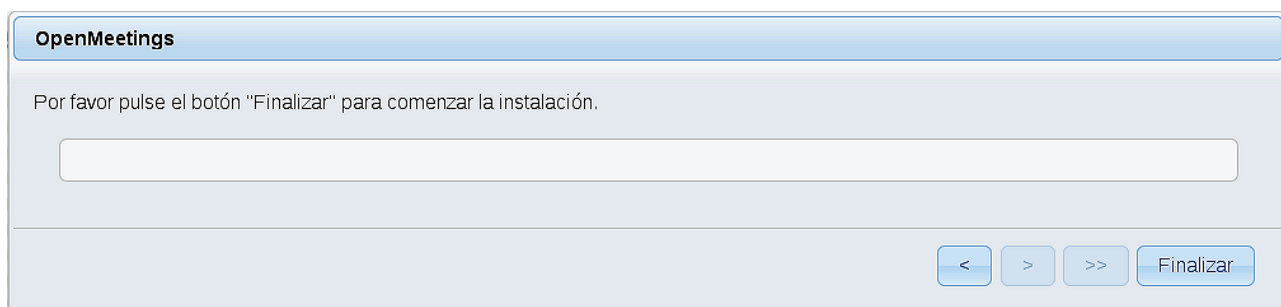 OpenMeetings
Por favor pulse el botón "Finalizar" para comenzar la instalación.
< > >> Finalizar